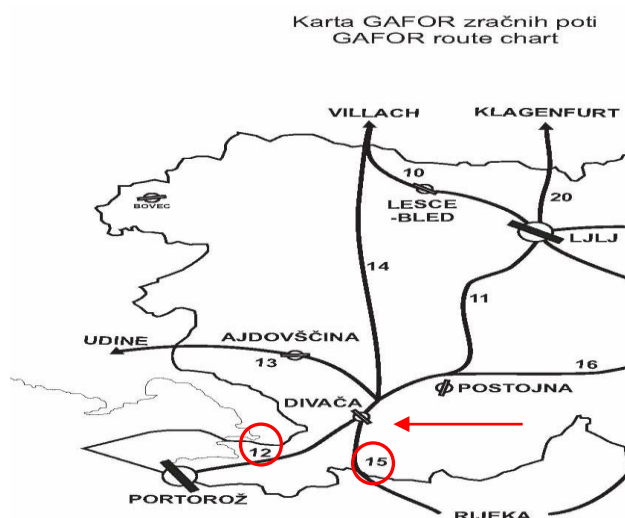 Karta GAFOR zračnih poti
GAFOR route chart
VILLACH
KLAGENFURT
10
LESCE
-BLED
20
BOVEC
LJLJ
14
11
UDINE
AJDOVŠČINA
13
16
POSTOJNA
DIVAČA
12
15
PORTOROŽ
RIJEKA